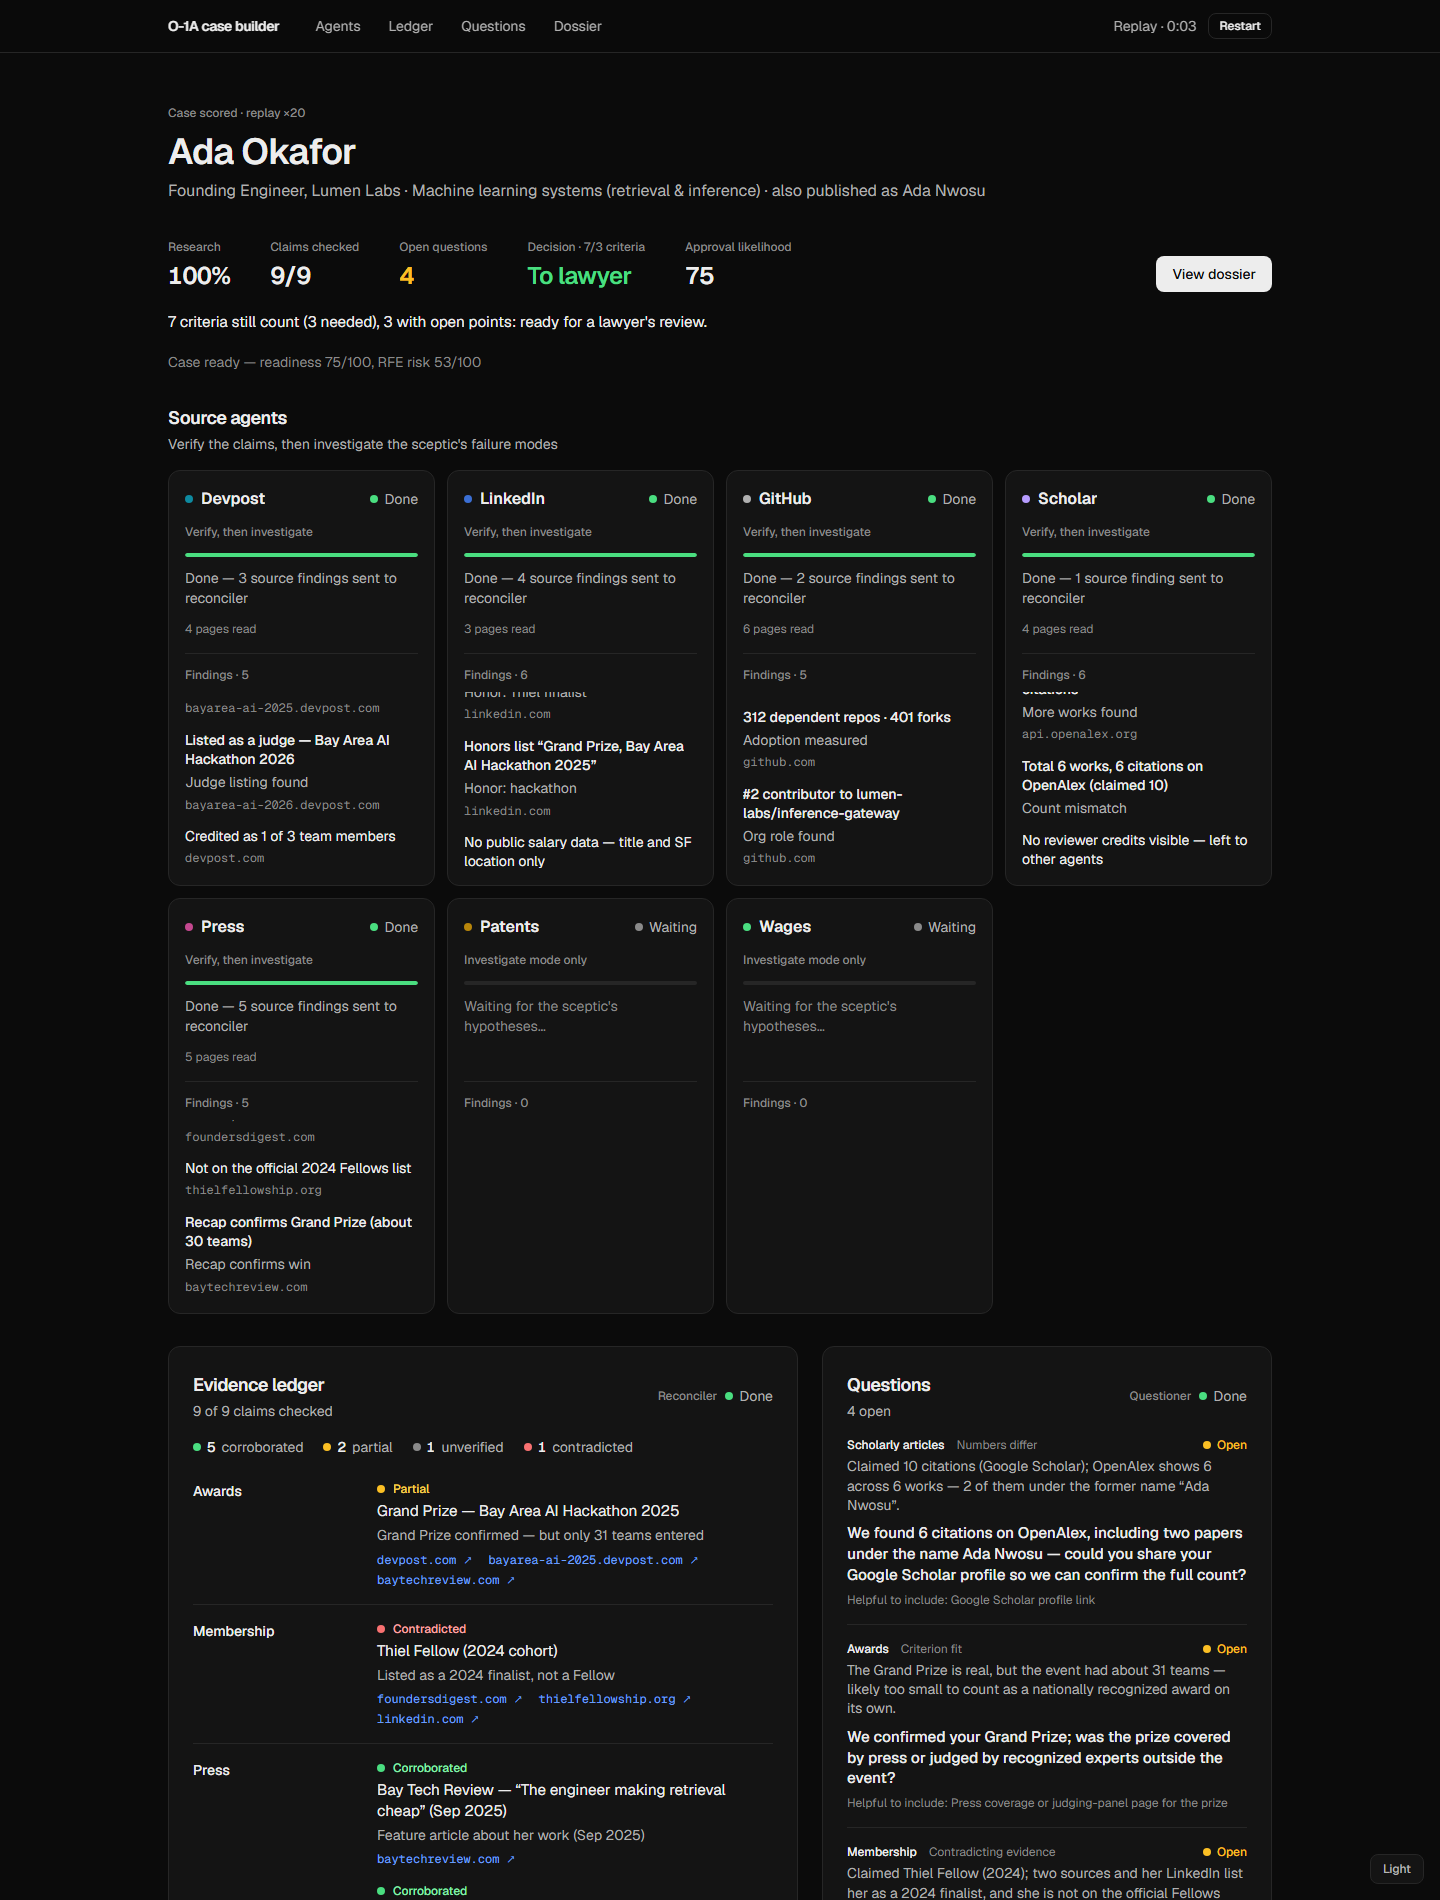 O-1A case builder
Agents
Ledger
Questions
Dossier
Replay · 0:03
Restart
Case scored · replay ×20
Ada Okafor
Founding Engineer, Lumen Labs · Machine learning systems (retrieval & inference) · also published as Ada Nwosu
Research
100%
Claims checked
9/9
Open questions
4
Decision · 7/3 criteria
To lawyer
Approval likelihood
75
View dossier
7 criteria still count (3 needed), 3 with open points: ready for a lawyer's review.
Case ready — readiness 75/100, RFE risk 53/100
Source agents
Verify the claims, then investigate the sceptic's failure modes
Devpost
Done
Verify, then investigate
Done — 3 source findings sent to
reconciler
4 pages read
Findings · 5
bayarea-ai-2025.devpost.com
Listed as a judge — Bay Area AI
Hackathon 2026
Judge listing found
bayarea-ai-2026.devpost.com
Credited as 1 of 3 team members
devpost.com
LinkedIn
Done
Verify, then investigate
Done — 4 source findings sent to
reconciler
3 pages read
Findings · 6
Honor: Thiel finalist
linkedin.com
Honors list “Grand Prize, Bay Area
AI Hackathon 2025”
Honor: hackathon
linkedin.com
No public salary data — title and SF
location only
GitHub
Done
Verify, then investigate
Done — 2 source findings sent to
reconciler
6 pages read
Findings · 5
312 dependent repos · 401 forks
Adoption measured
github.com
#2 contributor to lumen-
labs/inference-gateway
Org role found
github.com
Scholar
Done
Verify, then investigate
Done — 1 source finding sent to
reconciler
4 pages read
Findings · 6
citations
More works found
api.openalex.org
Total 6 works, 6 citations on
OpenAlex (claimed 10)
Count mismatch
No reviewer credits visible — left to
other agents
Press
Done
Verify, then investigate
Done — 5 source findings sent to
reconciler
5 pages read
Findings · 5
foundersdigest.com
Not on the official 2024 Fellows list
thielfellowship.org
Recap confirms Grand Prize (about
30 teams)
Recap confirms win
baytechreview.com
Patents
Waiting
Investigate mode only
Waiting for the sceptic's
hypotheses…
Findings · 0
Wages
Waiting
Investigate mode only
Waiting for the sceptic's
hypotheses…
Findings · 0
Evidence ledger
9 of 9 claims checked
Reconciler
Done
5 corroborated
2 partial
1 unverified
1 contradicted
Awards
Partial
Grand Prize — Bay Area AI Hackathon 2025
Grand Prize confirmed — but only 31 teams entered
devpost.com ↗ bayarea-ai-2025.devpost.com ↗
baytechreview.com ↗
Membership
Contradicted
Thiel Fellow (2024 cohort)
Listed as a 2024 finalist, not a Fellow
foundersdigest.com ↗ thielfellowship.org ↗
linkedin.com ↗
Press
Corroborated
Bay Tech Review — “The engineer making retrieval
cheap” (Sep 2025)
Feature article about her work (Sep 2025)
baytechreview.com ↗
Corroborated
Questions
4 open
Questioner
Done
Scholarly articles Numbers differ
Open
Claimed 10 citations (Google Scholar); OpenAlex shows 6
across 6 works — 2 of them under the former name “Ada
Nwosu”.
We found 6 citations on OpenAlex, including two papers
under the name Ada Nwosu — could you share your
Google Scholar profile so we can confirm the full count?
Helpful to include: Google Scholar profile link
Awards Criterion fit
Open
The Grand Prize is real, but the event had about 31 teams —
likely too small to count as a nationally recognized award on
its own.
We confirmed your Grand Prize; was the prize covered
by press or judged by recognized experts outside the
event?
Helpful to include: Press coverage or judging-panel page for the prize
Membership Contradicting evidence
Open
Claimed Thiel Fellow (2024); two sources and her LinkedIn list
her as a 2024 finalist, and she is not on the official Fellows
Light